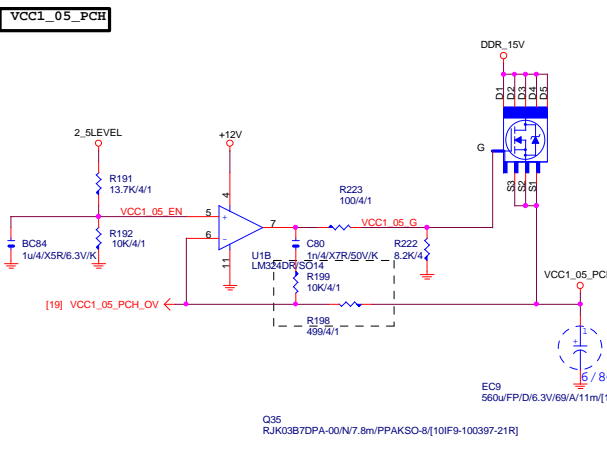 VCC1_05_PCH
DDR_15V
D1
D2
D3
D4
D5
G
S3
S2
S1
2_5LEVEL
+12V
R191
13.7K/4/1
VCC1_05_EN
R192
10K/4/1
BC84
1u/4/X5R/6.3V/K
4
5
+
6
-
7
11
U1B
LM324DR/SO14
R223
100/4/1
VCC1_05_G
C80
1n/4/X7R/50V/K
R222
8.2K/4
R199
10K/4/1
R198
499/4/1
[19] VCC1_05_PCH_OV
1
+
EC9
560u/FP/D/6.3V/69/A/11m/[1
6/8
Q35
RJK03B7DPA-00/N/7.8m/PPAKSO-8/[10IF9-100397-21R]